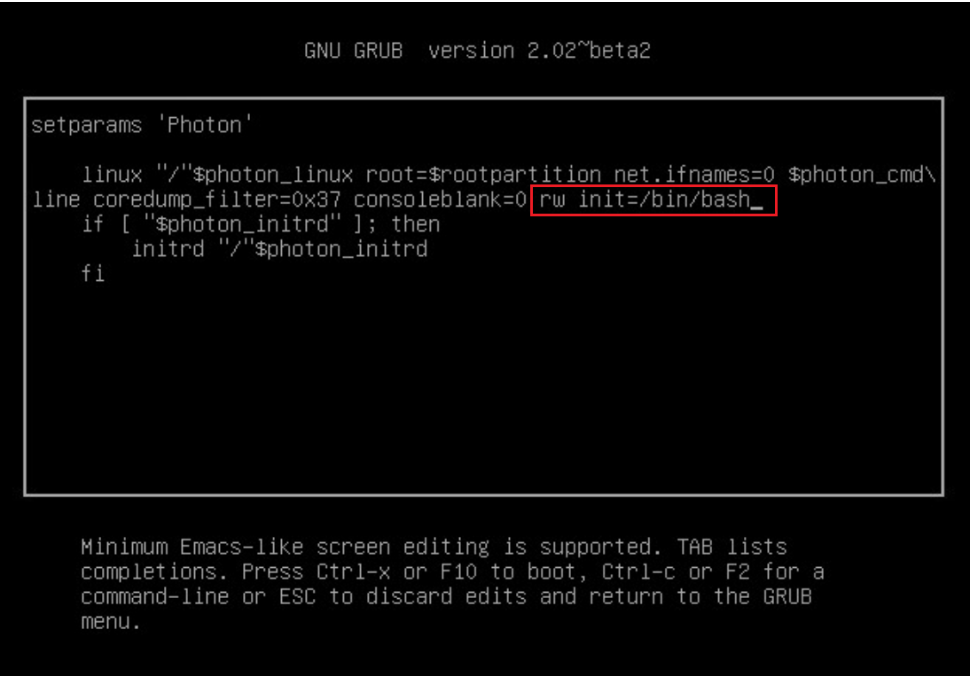 GNU GRUB  version 2.02~beta2
setparams 'Photon'
linux "/"$photon_linux root=$rootpartition net.ifnames=0 $photon_cmd\
line coredump_filter=0x37 consoleblank=0 rw init=/bin/bash_
if [ "$photon_initrd" ]; then
initrd "/"$photon_initrd
fi
Minimum Emacs-like screen editing is supported. TAB lists
completions. Press Ctrl-x or F10 to boot, Ctrl-c or F2 for a
command-line or ESC to discard edits and return to the GRUB
menu.